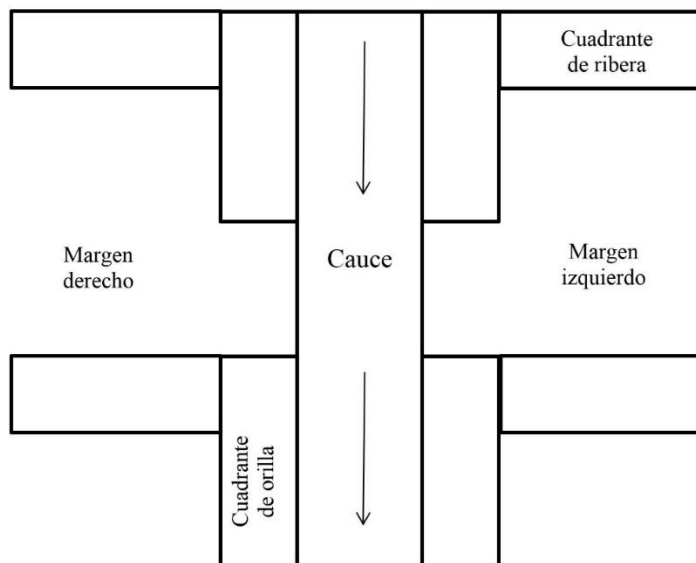 Cuadrante
de ribera
Margen
derecho
Cauce
Margen
izquierdo
Cuadrante
de orilla